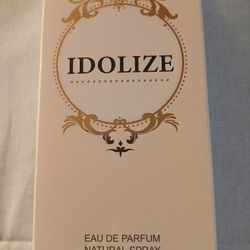 IDOLIZE
EAU DE PARFUM
NATURAL SPRAY